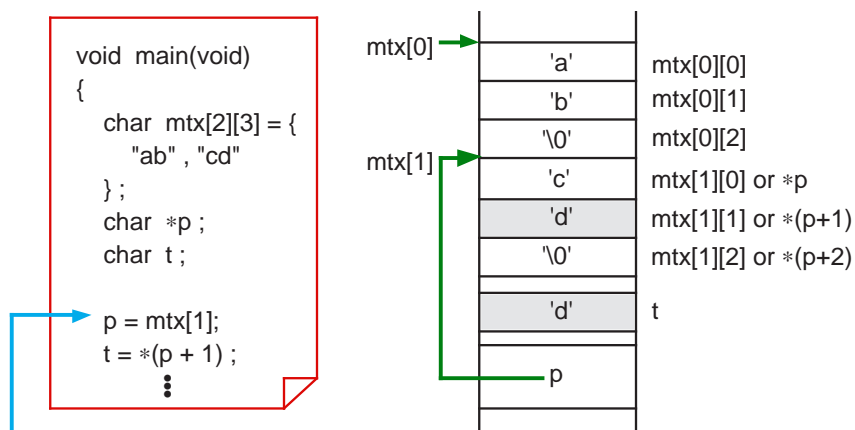 void main(void)
{
char mtx[2][3] = {
"ab" , "cd"
} ;
char *p ;
char t ;
p = mtx[1];
t = *(p + 1) ;
mtx[0]
mtx[1]
'a' mtx[0][0]
'b' mtx[0][1]
'\0' mtx[0][2]
'c' mtx[1][0] or *p
'd' mtx[1][1] or *(p+1)
'\0' mtx[1][2] or *(p+2)
'd' t
p